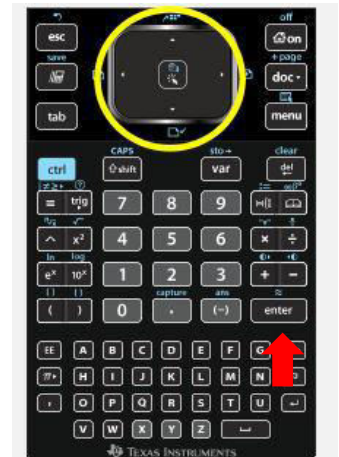 off
esc on
save +page
doc
tab menu
CAPS sto→ clear
ctrl ⇧shift var del
= trig 7 8 9
^ x² 4 5 6 × ÷
ln log
eˣ 10ˣ 1 2 3 + −
capture ans ≈
( ) 0 . (−) enter
EE A B C D E F G
π▸ H I J K L M N
, O P Q R S T U ↵
V W X Y Z
TEXAS INSTRUMENTS